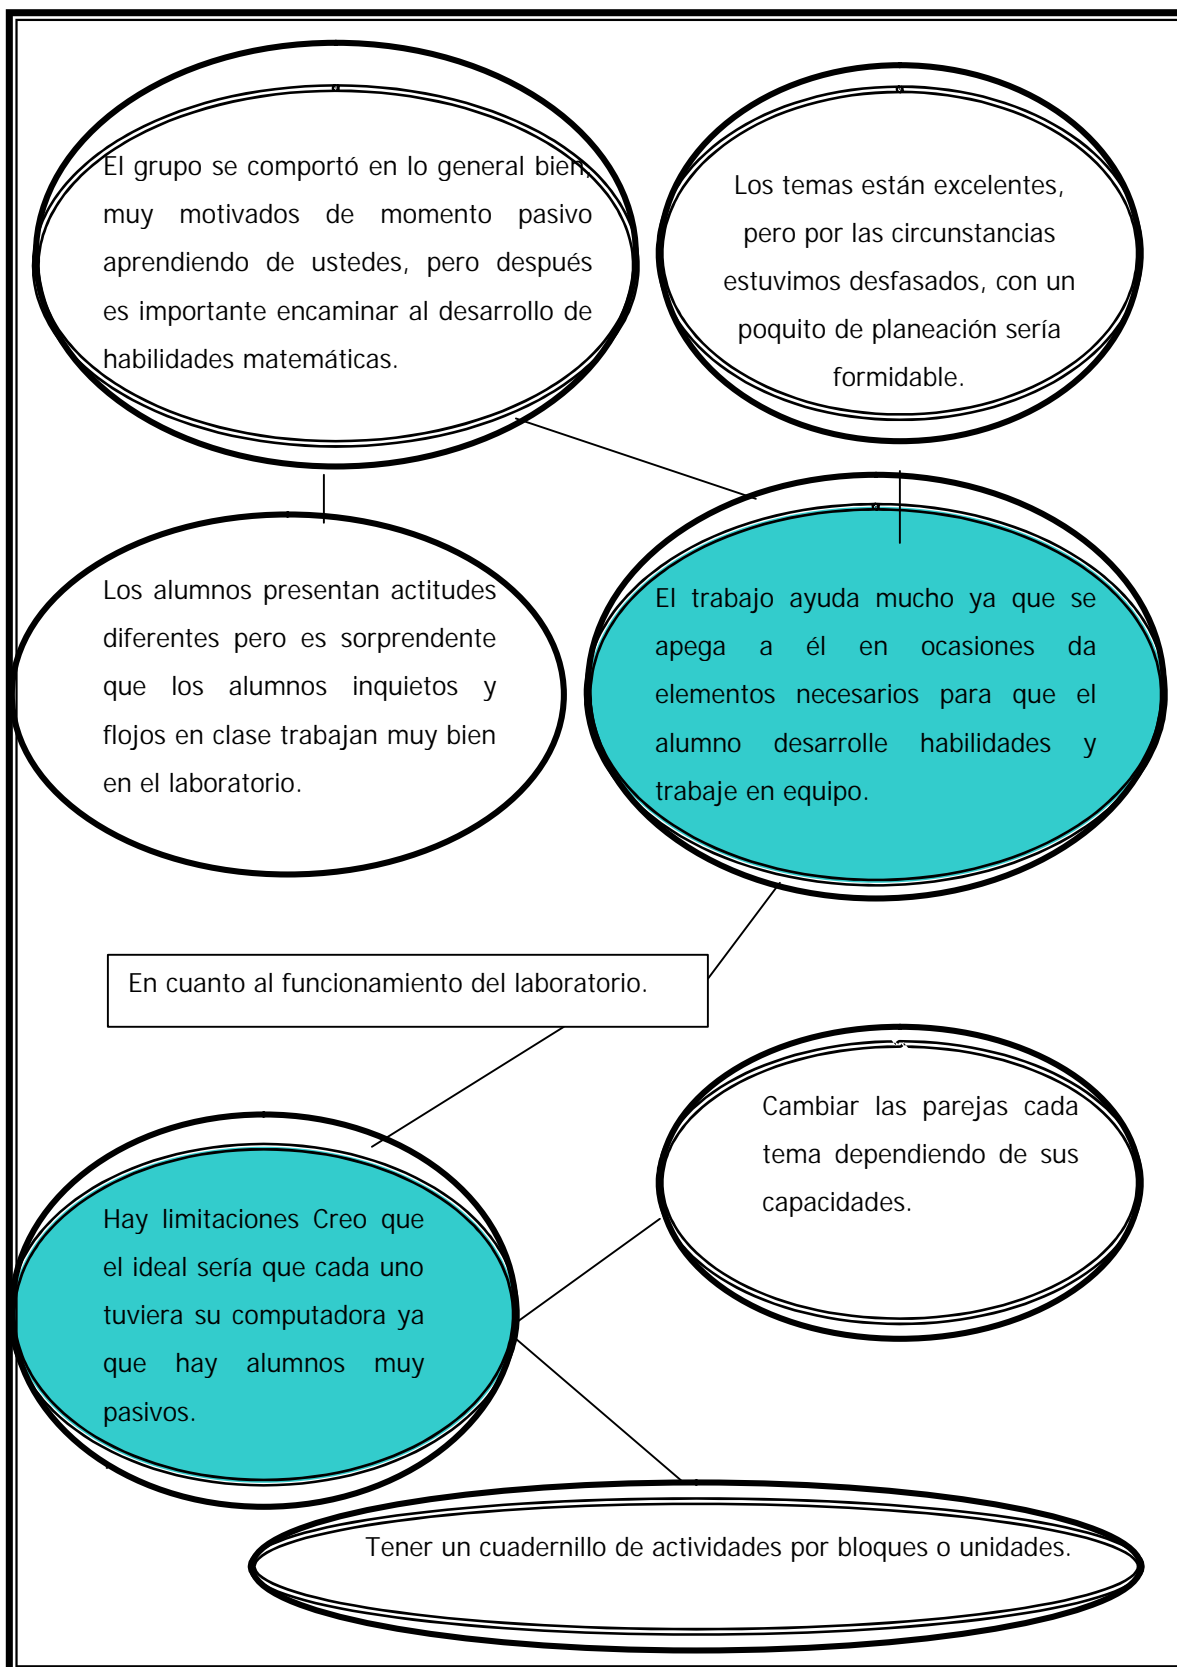 El grupo se comportó en lo general bien,
muy motivados de momento pasivo
aprendiendo de ustedes, pero después
es importante encaminar al desarrollo de
habilidades matemáticas.
Los temas están excelentes,
pero por las circunstancias
estuvimos desfasados, con un
poquito de planeación sería
formidable.
Los alumnos presentan actitudes
diferentes pero es sorprendente
que los alumnos inquietos y
flojos en clase trabajan muy bien
en el laboratorio.
El trabajo ayuda mucho ya que se
apega a él en ocasiones da
elementos necesarios para que el
alumno desarrolle habilidades y
trabaje en equipo.
En cuanto al funcionamiento del laboratorio.
Cambiar las parejas cada
tema dependiendo de sus
capacidades.
Hay limitaciones Creo que
el ideal sería que cada uno
tuviera su computadora ya
que hay alumnos muy
pasivos.
Tener un cuadernillo de actividades por bloques o unidades.